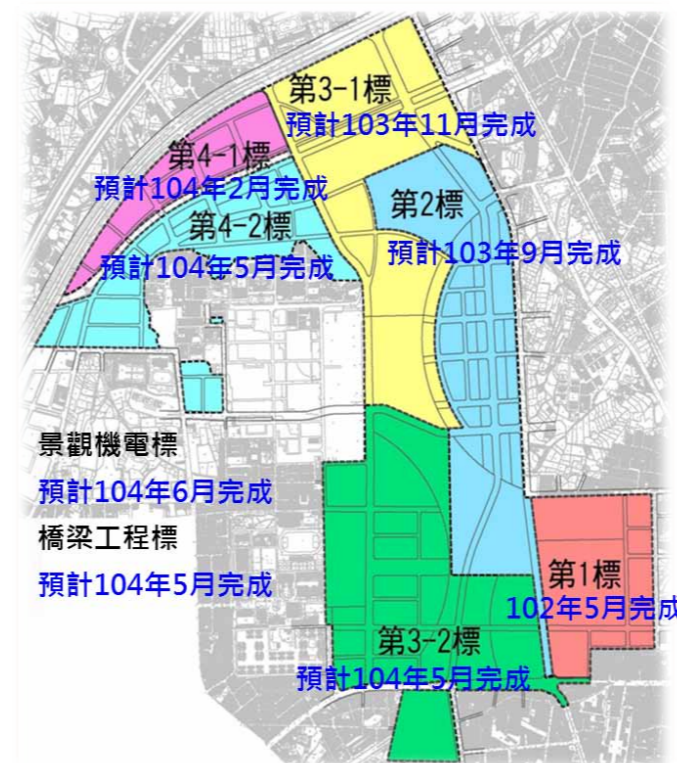 第3-1標
預計103年11月完成
第4-1標
預計104年2月完成
第2標
預計103年9月完成
第4-2標
預計104年5月完成
景觀機電標
預計104年6月完成
橋梁工程標
預計104年5月完成
第1標
102年5月完成
第3-2標
預計104年5月完成